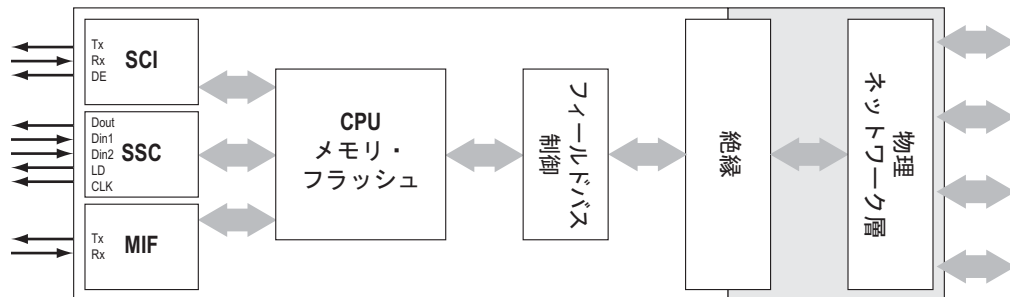 Tx
Rx
DE
SCI
Dout
Din1
Din2
LD
CLK
SSC
Tx
Rx
MIF
CPU
メモリ・
フラッシュ
フィールドバス
制御
絶縁
物理
ネットワーク層